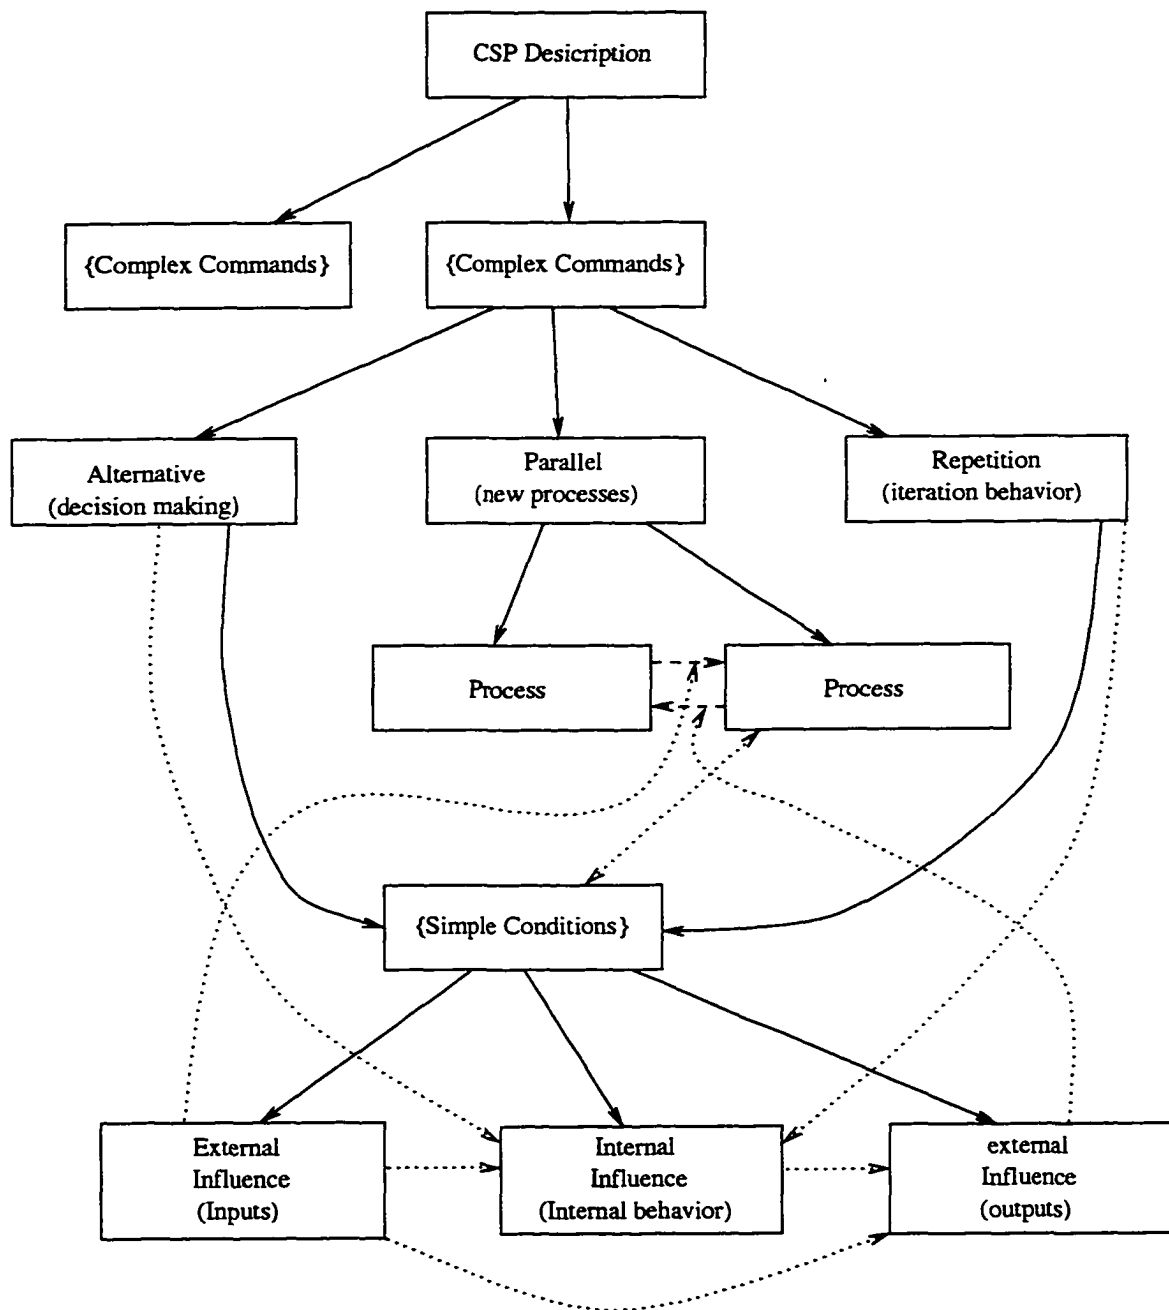 CSP Desicription
{Complex Commands}
{Complex Commands}
Alternative
(decision making)
Parallel
(new processes)
Repetition
(iteration behavior)
Process
Process
{Simple Conditions}
External
Influence
(Inputs)
Internal
Influence
(Internal behavior)
external
Influence
(outputs)